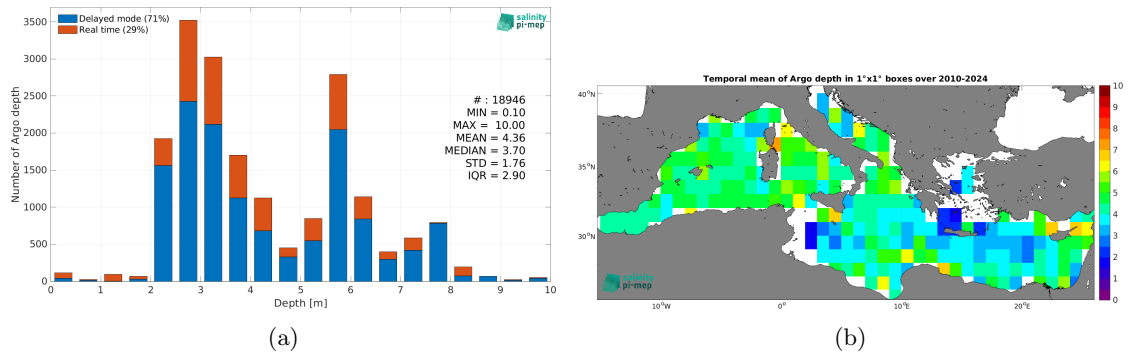 Delayed mode (71%)
Real time (29%)
salinity
pi-mep
# : 18946
MIN = 0.10
MAX = 10.00
MEAN = 4.36
MEDIAN = 3.70
STD = 1.76
IQR = 2.90
Number of Argo depth
3500
3000
2500
2000
1500
1000
500
0
0 1 2 3 4 5 6 7 8 9 10
Depth [m]
(a)
Temporal mean of Argo depth in 1°x1° boxes over 2010-2024
40°N
35°N
30°N
10°W 0° 10°E 20°E
salinity
pi-mep
10
9
8
7
6
5
4
3
2
1
0
(b)